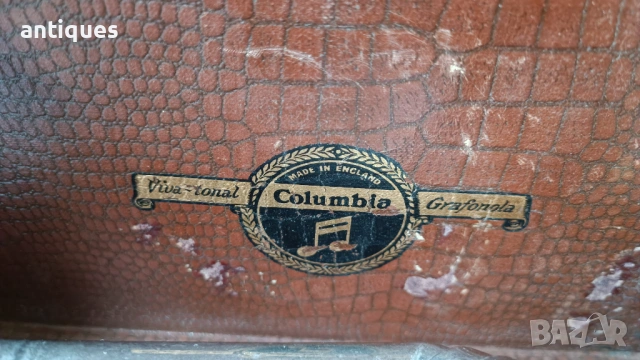 antiques
MADE IN ENGLAND
Viva-tonal Columbia Grafonola
BAZAR